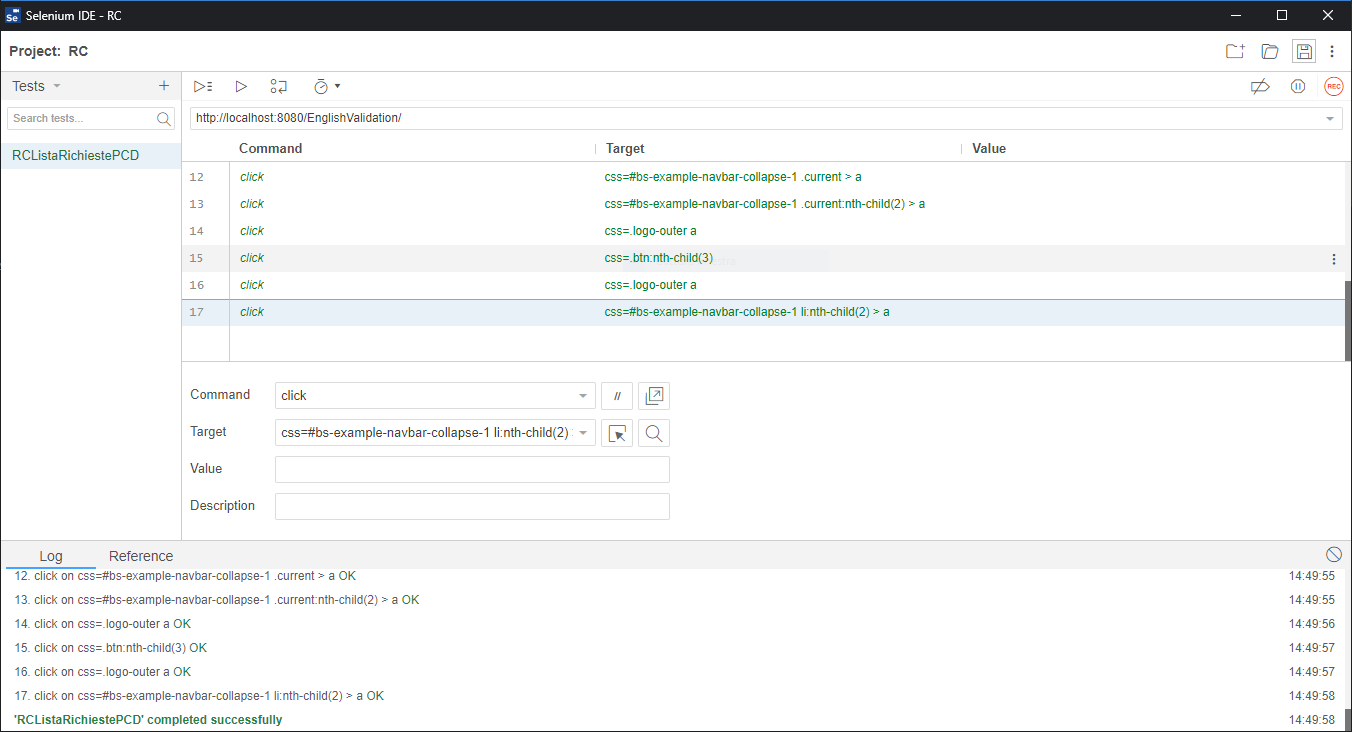 Se Selenium IDE - RC
Project: RC
Tests
Search tests...
RCListaRichiestePCD
REC
http://localhost:8080/EnglishValidation/
Command Target Value
12 click css=#bs-example-navbar-collapse-1 .current > a
13 click css=#bs-example-navbar-collapse-1 .current:nth-child(2) > a
14 click css=.logo-outer a
15 click css=.btn:nth-child(3)
16 click css=.logo-outer a
17 click css=#bs-example-navbar-collapse-1 li:nth-child(2) > a
Command click //
Target css=#bs-example-navbar-collapse-1 li:nth-child(2)
Value
Description
Log Reference
12. click on css=#bs-example-navbar-collapse-1 .current > a OK 14:49:55
13. click on css=#bs-example-navbar-collapse-1 .current:nth-child(2) > a OK 14:49:55
14. click on css=.logo-outer a OK 14:49:56
15. click on css=.btn:nth-child(3) OK 14:49:57
16. click on css=.logo-outer a OK 14:49:57
17. click on css=#bs-example-navbar-collapse-1 li:nth-child(2) > a OK 14:49:58
'RCListaRichiestePCD' completed successfully 14:49:58